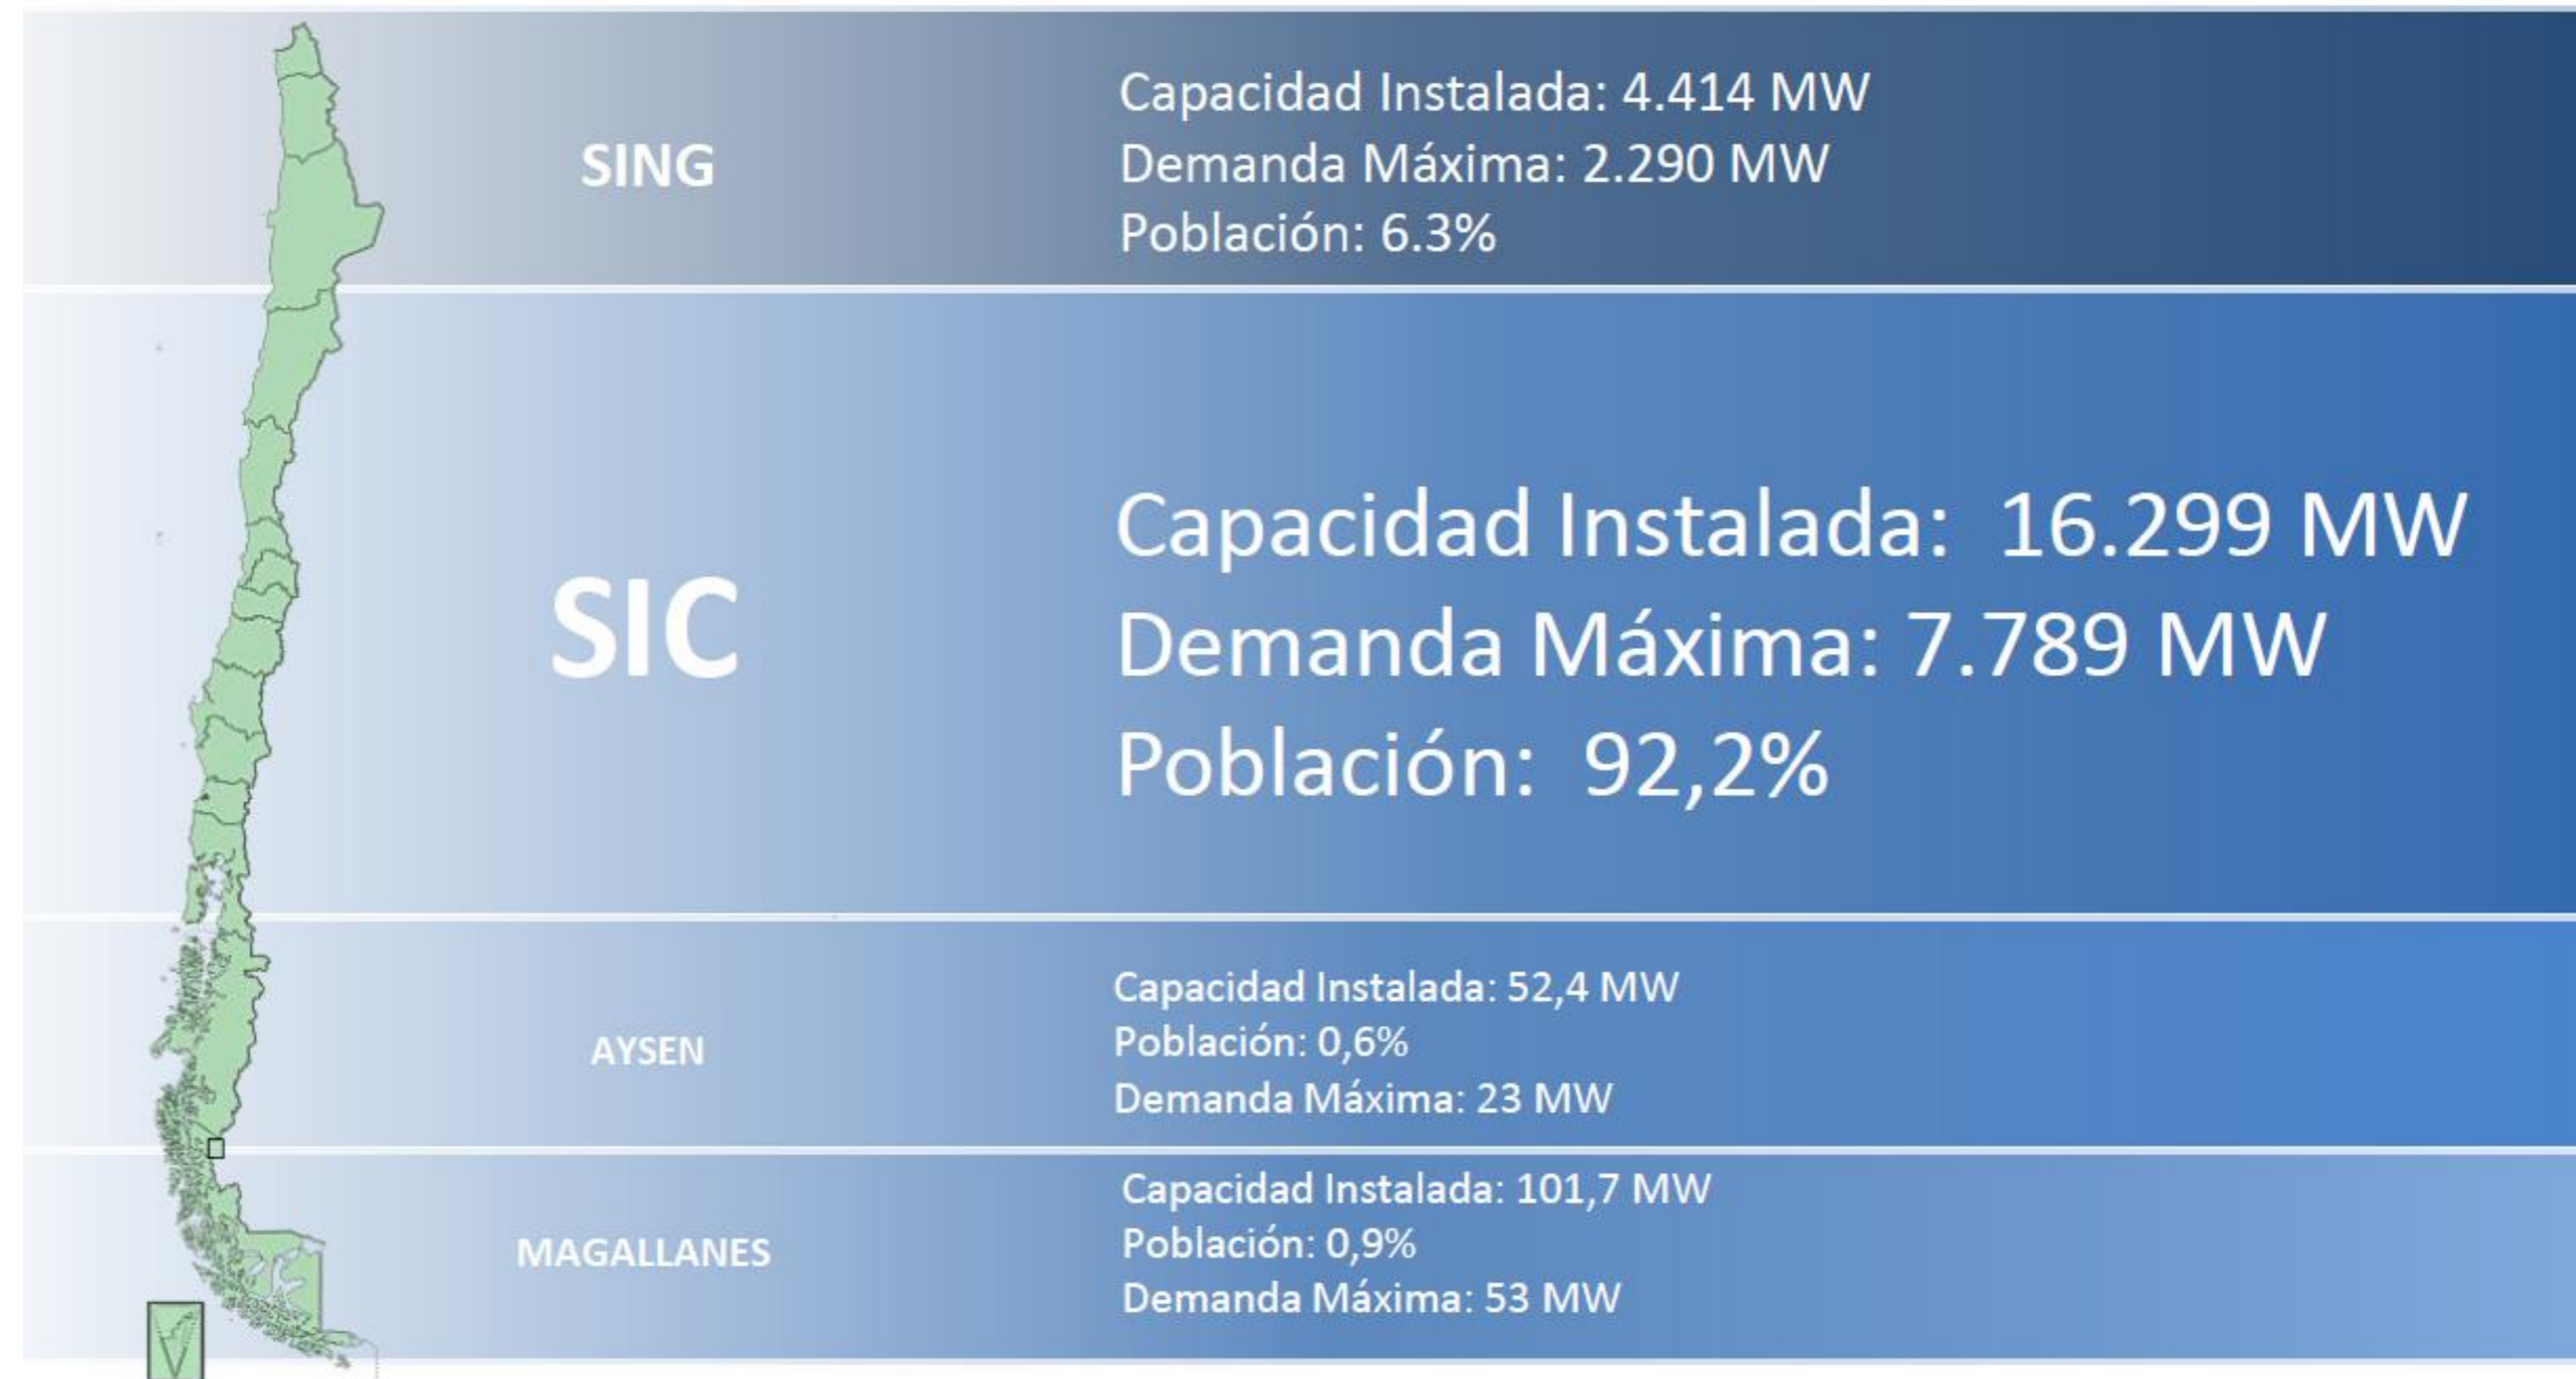 SING
Capacidad Instalada: 4.414 MW
Demanda Máxima: 2.290 MW
Población: 6.3%
SIC
Capacidad Instalada: 16.299 MW
Demanda Máxima: 7.789 MW
Población: 92,2%
AYSEN
Capacidad Instalada: 52,4 MW
Población: 0,6%
Demanda Máxima: 23 MW
MAGALLANES
Capacidad Instalada: 101,7 MW
Población: 0,9%
Demanda Máxima: 53 MW